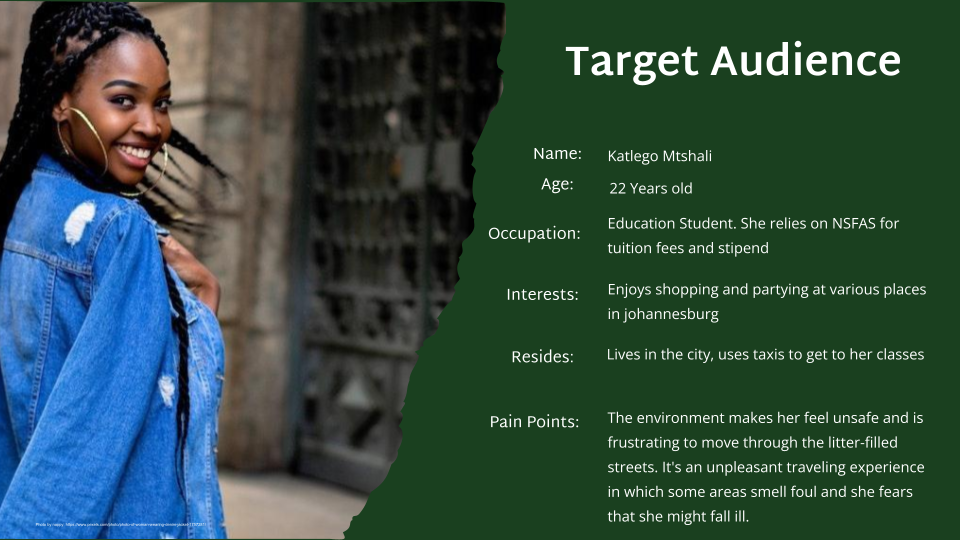 Target Audience
Name: Katlego Mtshali
Age: 22 Years old
Occupation: Education Student. She relies on NSFAS for
tuition fees and stipend
Interests: Enjoys shopping and partying at various places
in johannesburg
Resides: Lives in the city, uses taxis to get to her classes
Pain Points: The environment makes her feel unsafe and is
frustrating to move through the litter-filled
streets. It's an unpleasant traveling experience
in which some areas smell foul and she fears
that she might fall ill.
Photo by nappy: